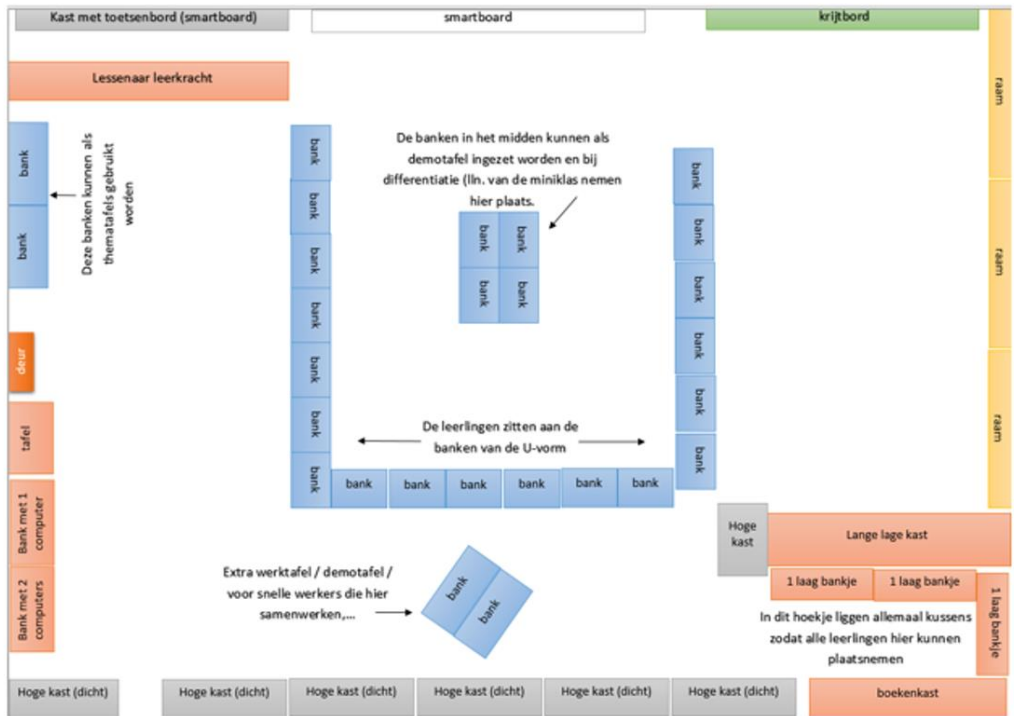 Kast met toetsenbord (smartboard)
smartboard
krijtbord
Lessenaar leerkracht
raam
raam
raam
bank
bank
Deze banken kunnen als
thematafels gebruikt
worden
bank
bank
bank
bank
bank
bank
bank
De banken in het midden kunnen als
demotafel ingezet worden en bij
differentiatie (lln. van de miniklas nemen
hier plaats.
bank
bank
bank
bank
bank
bank
bank
bank
bank
bank
deur
tafel
Bank met 1
computer
Bank met 2
computers
De leerlingen zitten aan de
banken van de U-vorm
bank
bank
bank
bank
bank
bank
Hoge
kast
Lange lage kast
1 laag bankje
1 laag bankje
1 laag bankje
In dit hoekje liggen allemaal kussens
zodat alle leerlingen hier kunnen
plaatsnemen
Extra werktafel / demotafel /
voor snelle werkers die hier
samenwerken,...
bank
bank
Hoge kast (dicht)
Hoge kast (dicht)
Hoge kast (dicht)
Hoge kast (dicht)
Hoge kast (dicht)
Hoge kast (dicht)
boekenkast